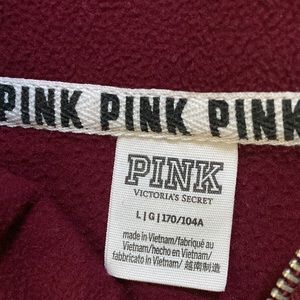 PINK PINK PINK
PINK
VICTORIA'S SECRET
L | G | 170/104A
made in Vietnam/fabriqué au
Vietnam/hecho en Vietnam/
fabbricato in Vietnam/ 越南制造